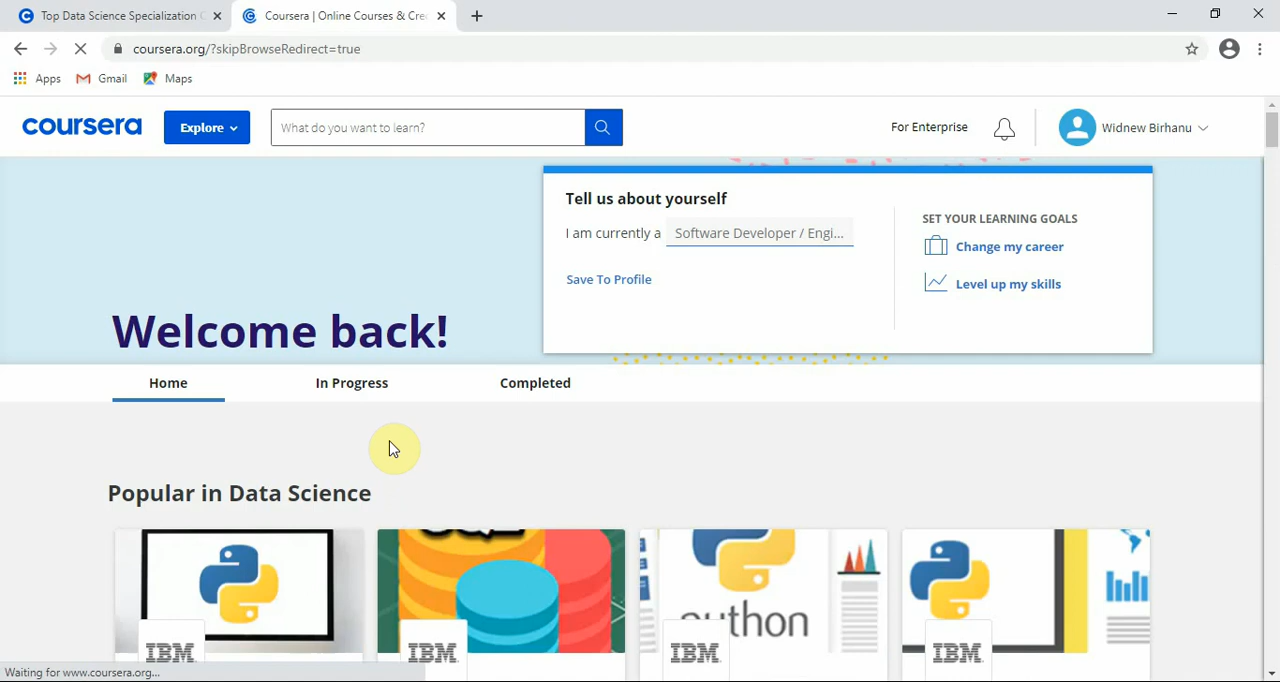 Top Data Science Specialization C
Coursera | Online Courses & Cre
coursera.org/?skipBrowseRedirect=true
Apps
Gmail
Maps
coursera
Explore
What do you want to learn?
For Enterprise
Widnew Birhanu
Tell us about yourself
I am currently a
Software Developer / Engi...
Save To Profile
SET YOUR LEARNING GOALS
Change my career
Level up my skills
Welcome back!
Home
In Progress
Completed
Popular in Data Science
python
IBM
IBM
IBM
IBM
Waiting for www.coursera.org...